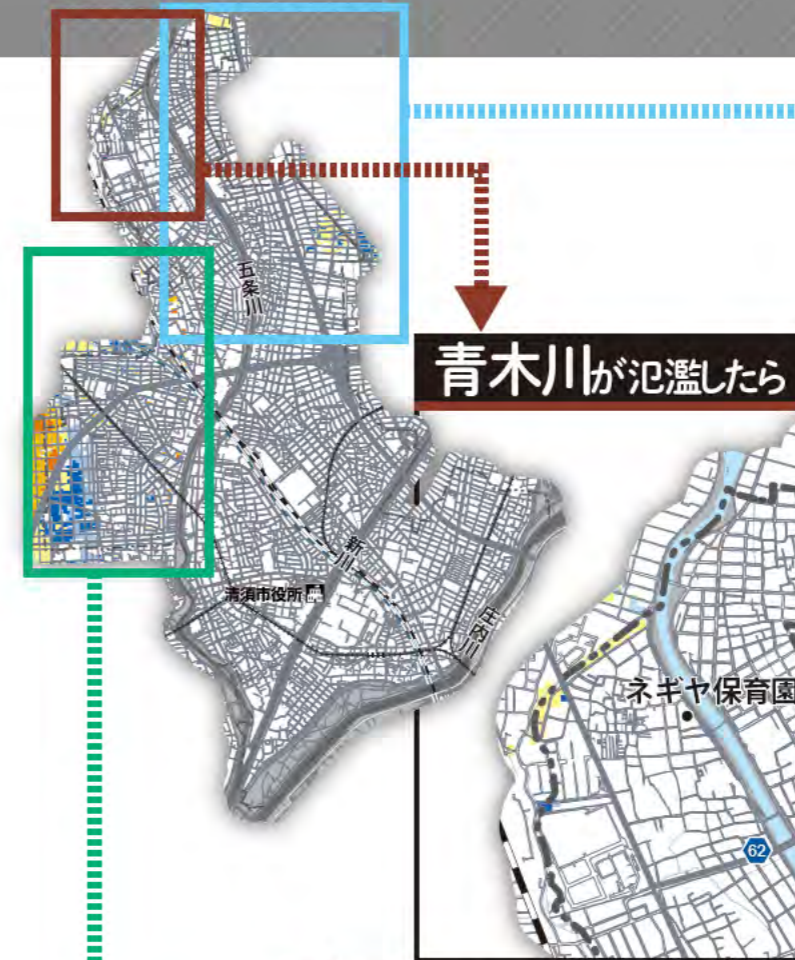 五条川
青木川が氾濫したら
新川
清須市役所
庄内川
ネギヤ保育園
62